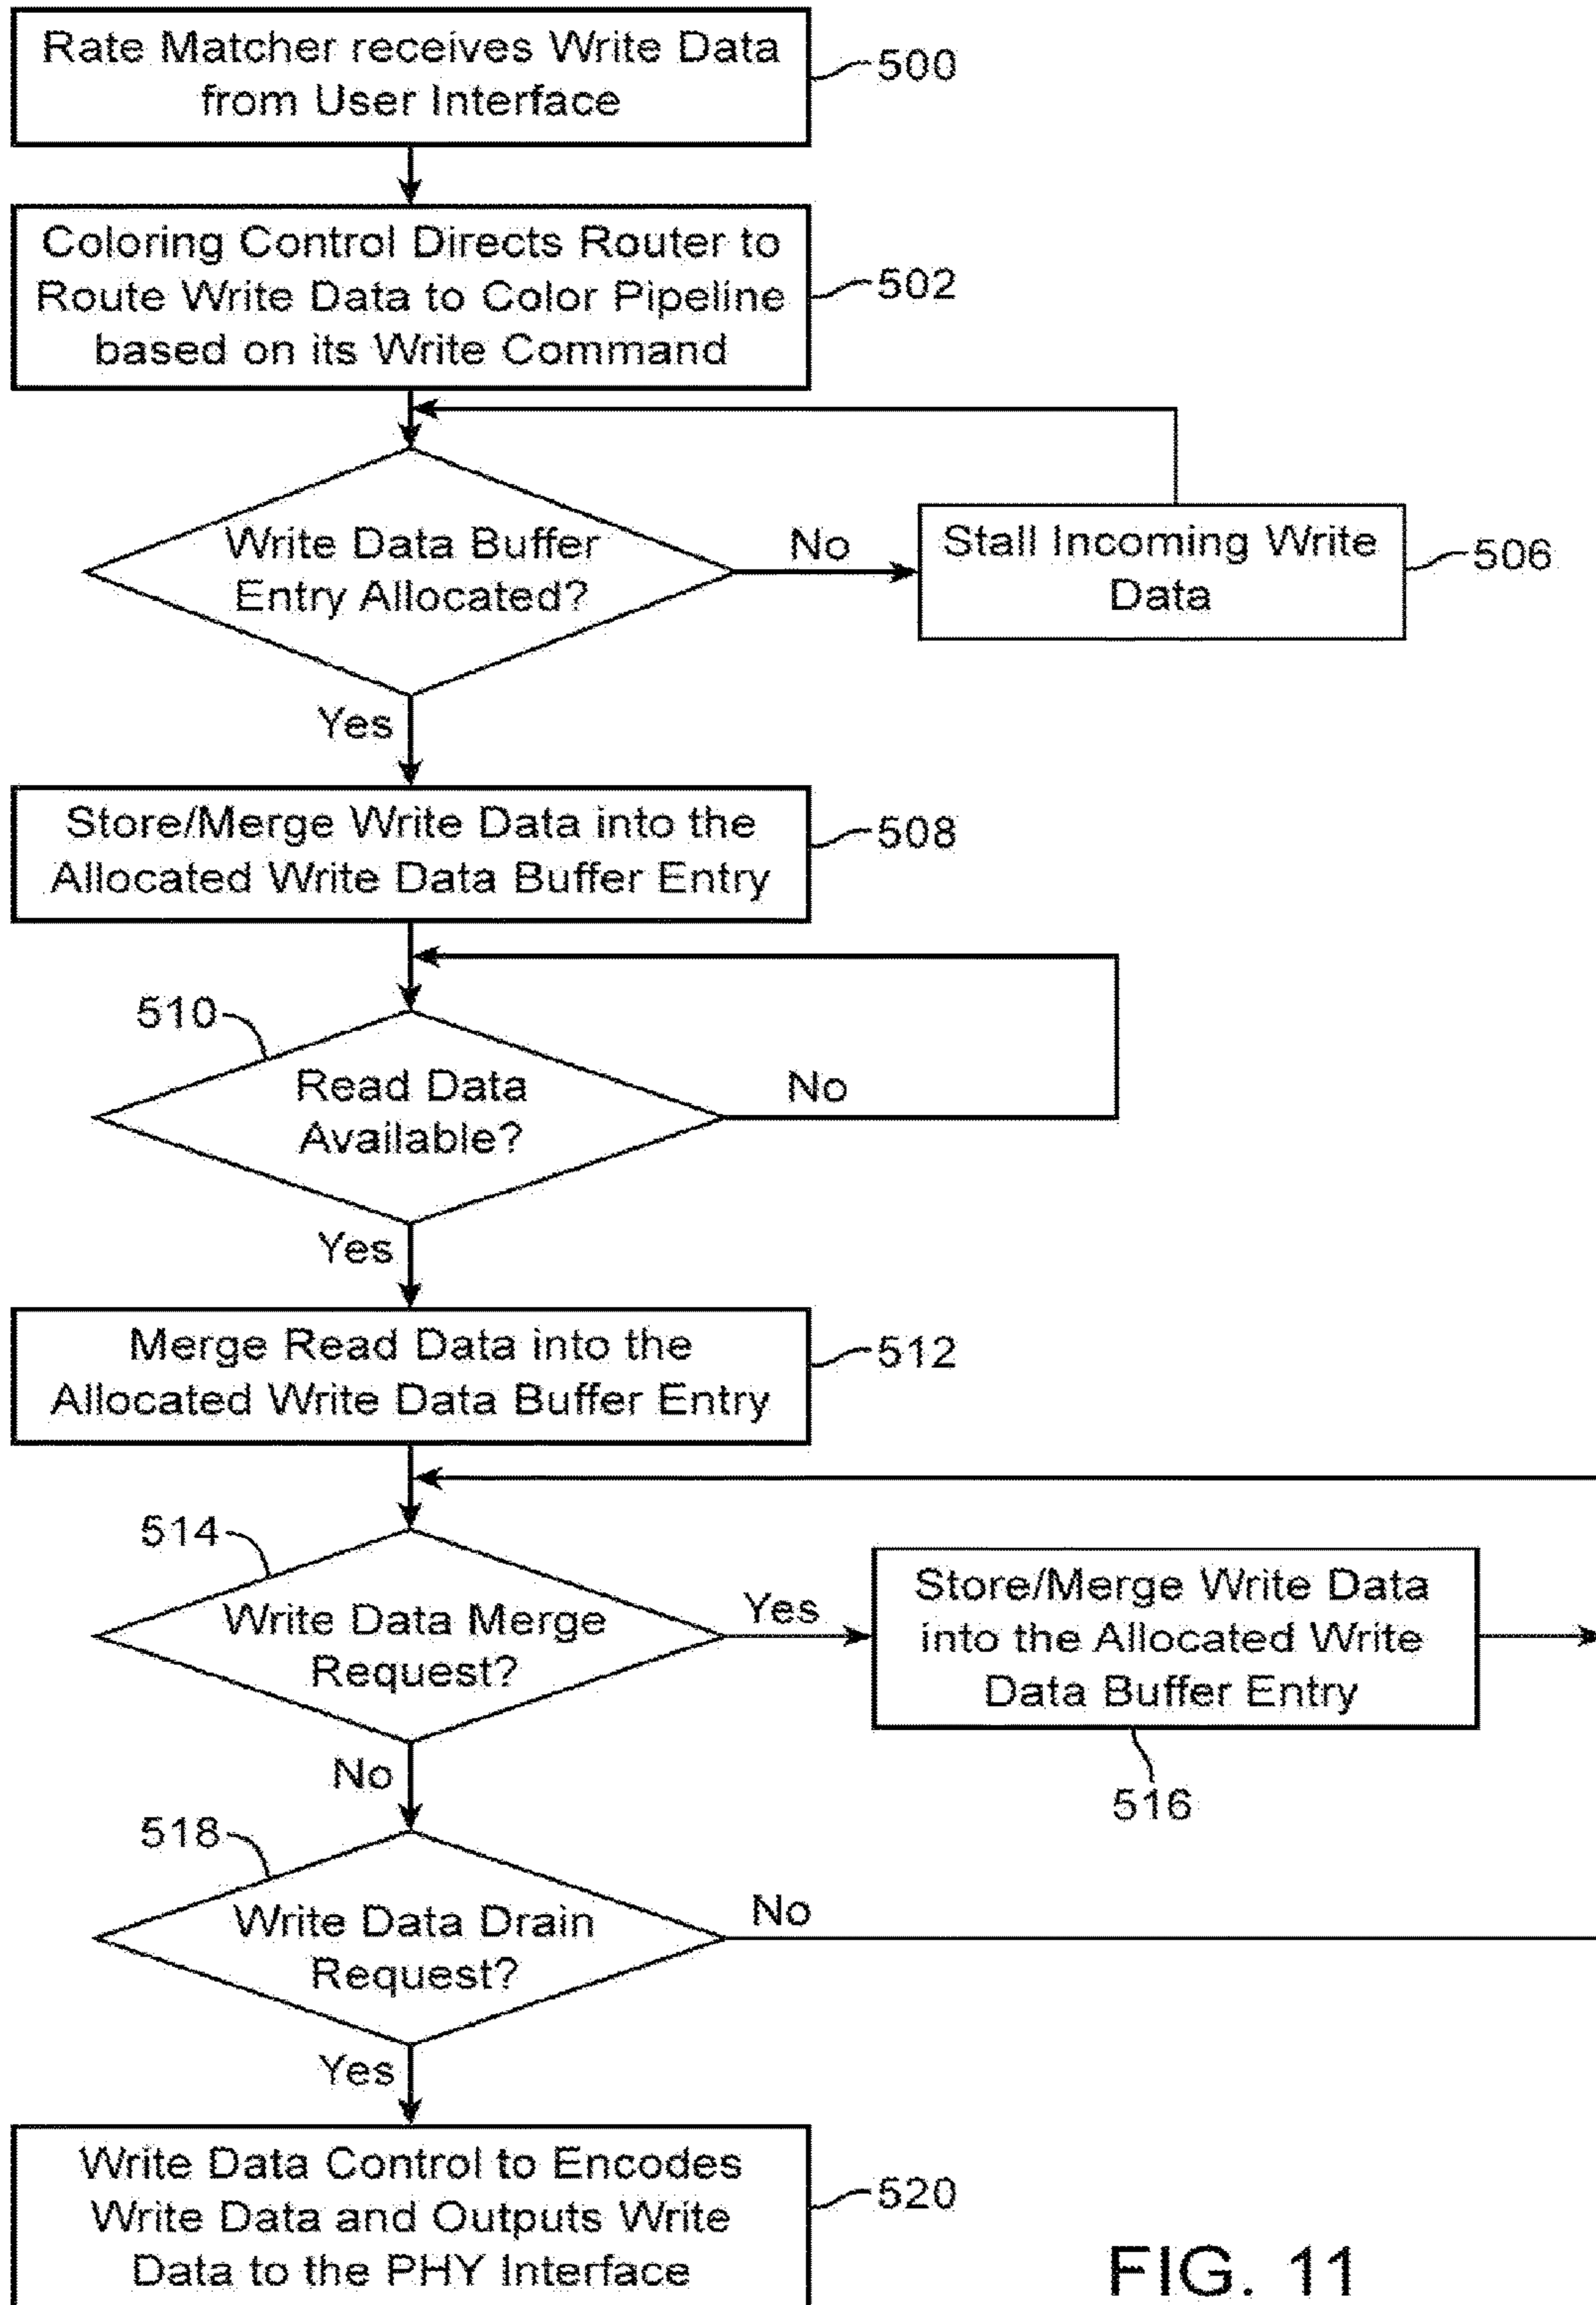 Rate Matcher receives Write Data
from User Interface
500
Coloring Control Directs Router to
Route Write Data to Color Pipeline
based on its Write Command
502
Write Data Buffer
Entry Allocated?
No
Stall Incoming Write
Data
506
Yes
Store/Merge Write Data into the
Allocated Write Data Buffer Entry
508
510
Read Data
Available?
No
Yes
Merge Read Data into the
Allocated Write Data Buffer Entry
512
514
Write Data Merge
Request?
Yes
Store/Merge Write Data
into the Allocated Write
Data Buffer Entry
516
No
518
Write Data Drain
Request?
No
Yes
Write Data Control to Encodes
Write Data and Outputs Write
Data to the PHY Interface
520
FIG. 11